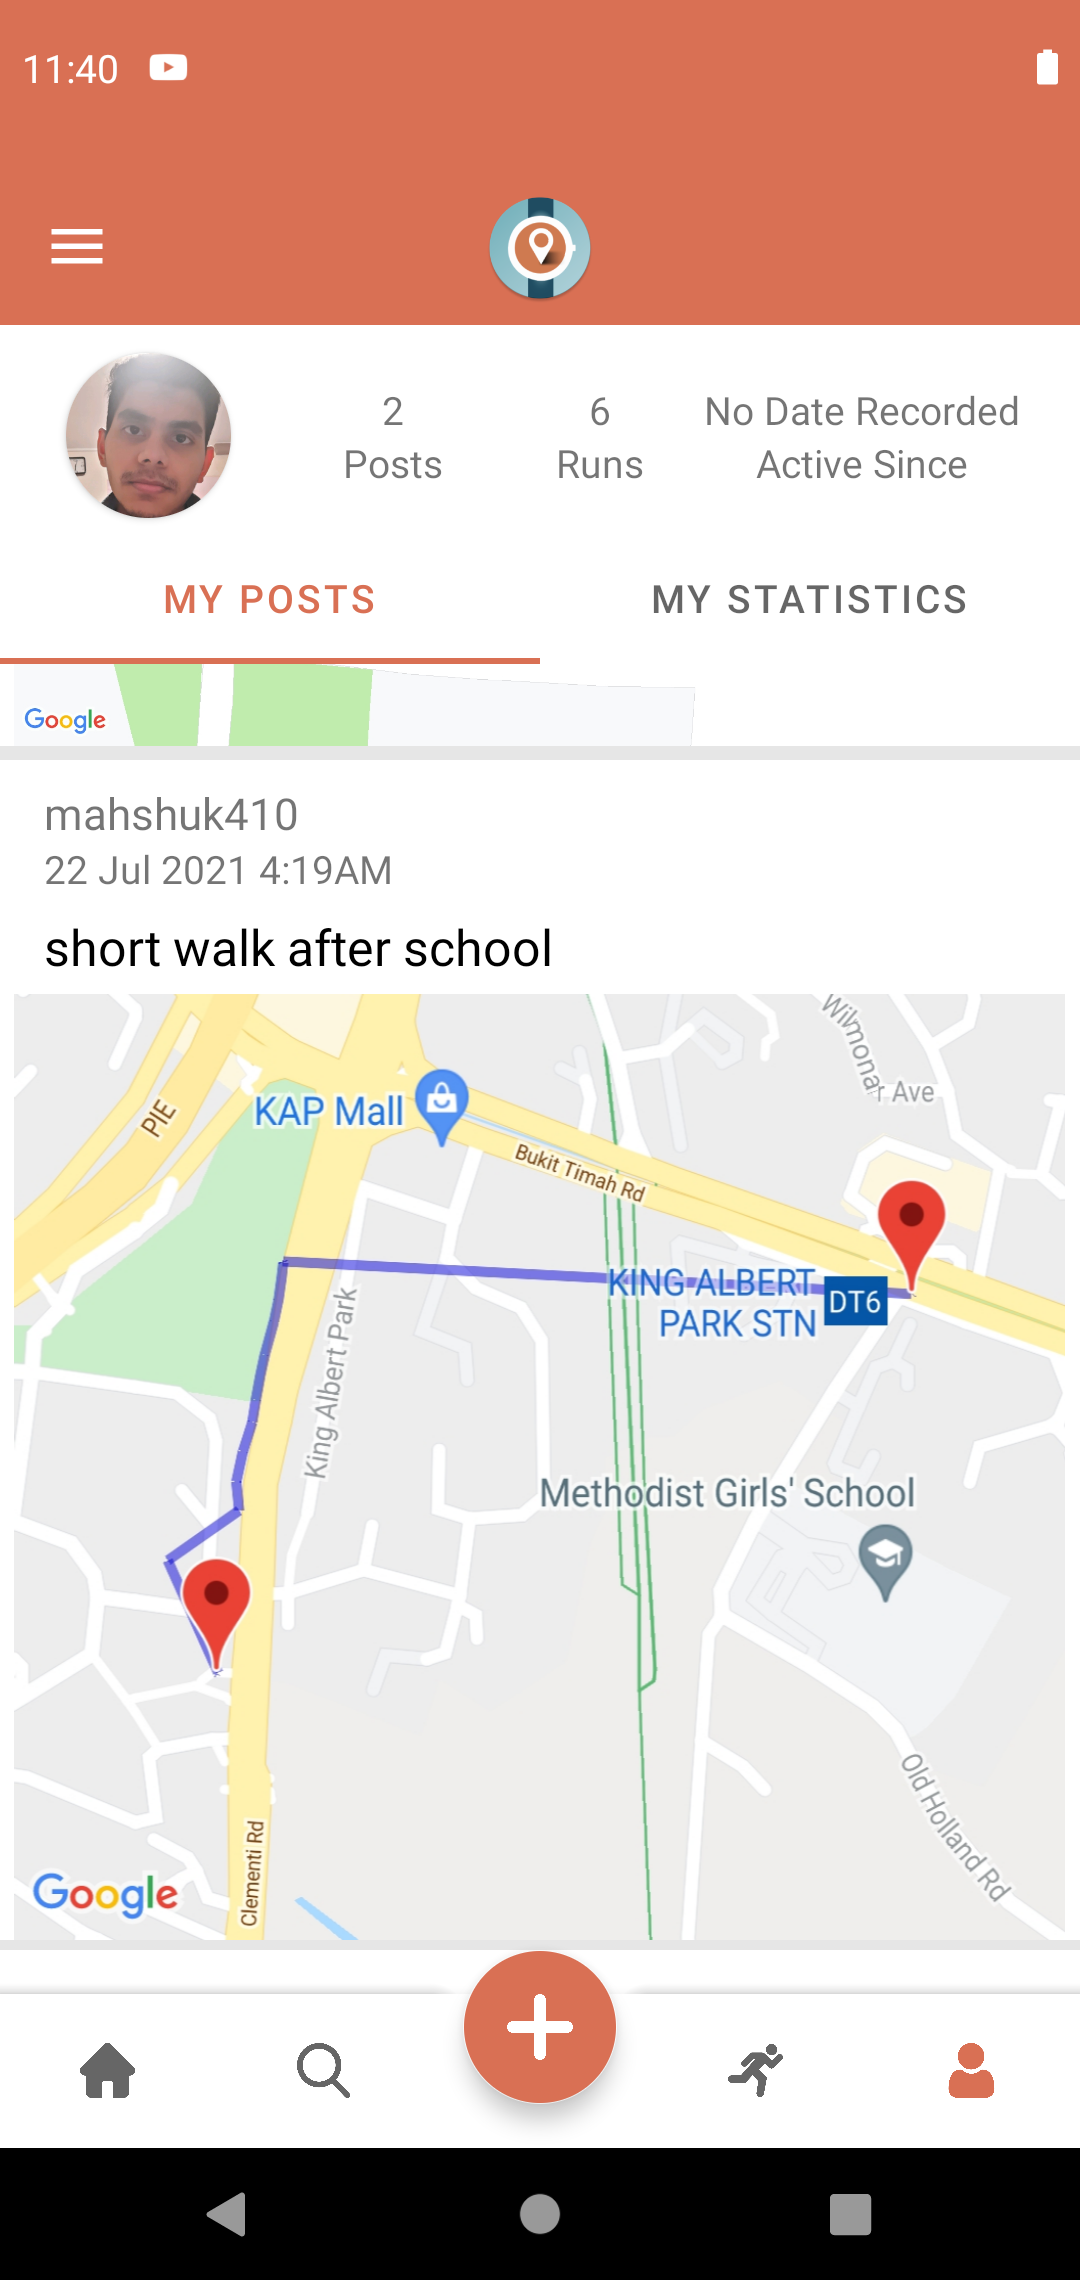 11:40
2
Posts
6
Runs
No Date Recorded
Active Since
MY POSTS
MY STATISTICS
Google
mahshuk410
22 Jul 2021 4:19AM
short walk after school
Wilmonar Ave
PIE
KAP Mall
Bukit Timah Rd
KING ALBERT
PARK STN
DT6
King Albert Park
Methodist Girls' School
Old Holland Rd
Clementi Rd
Google